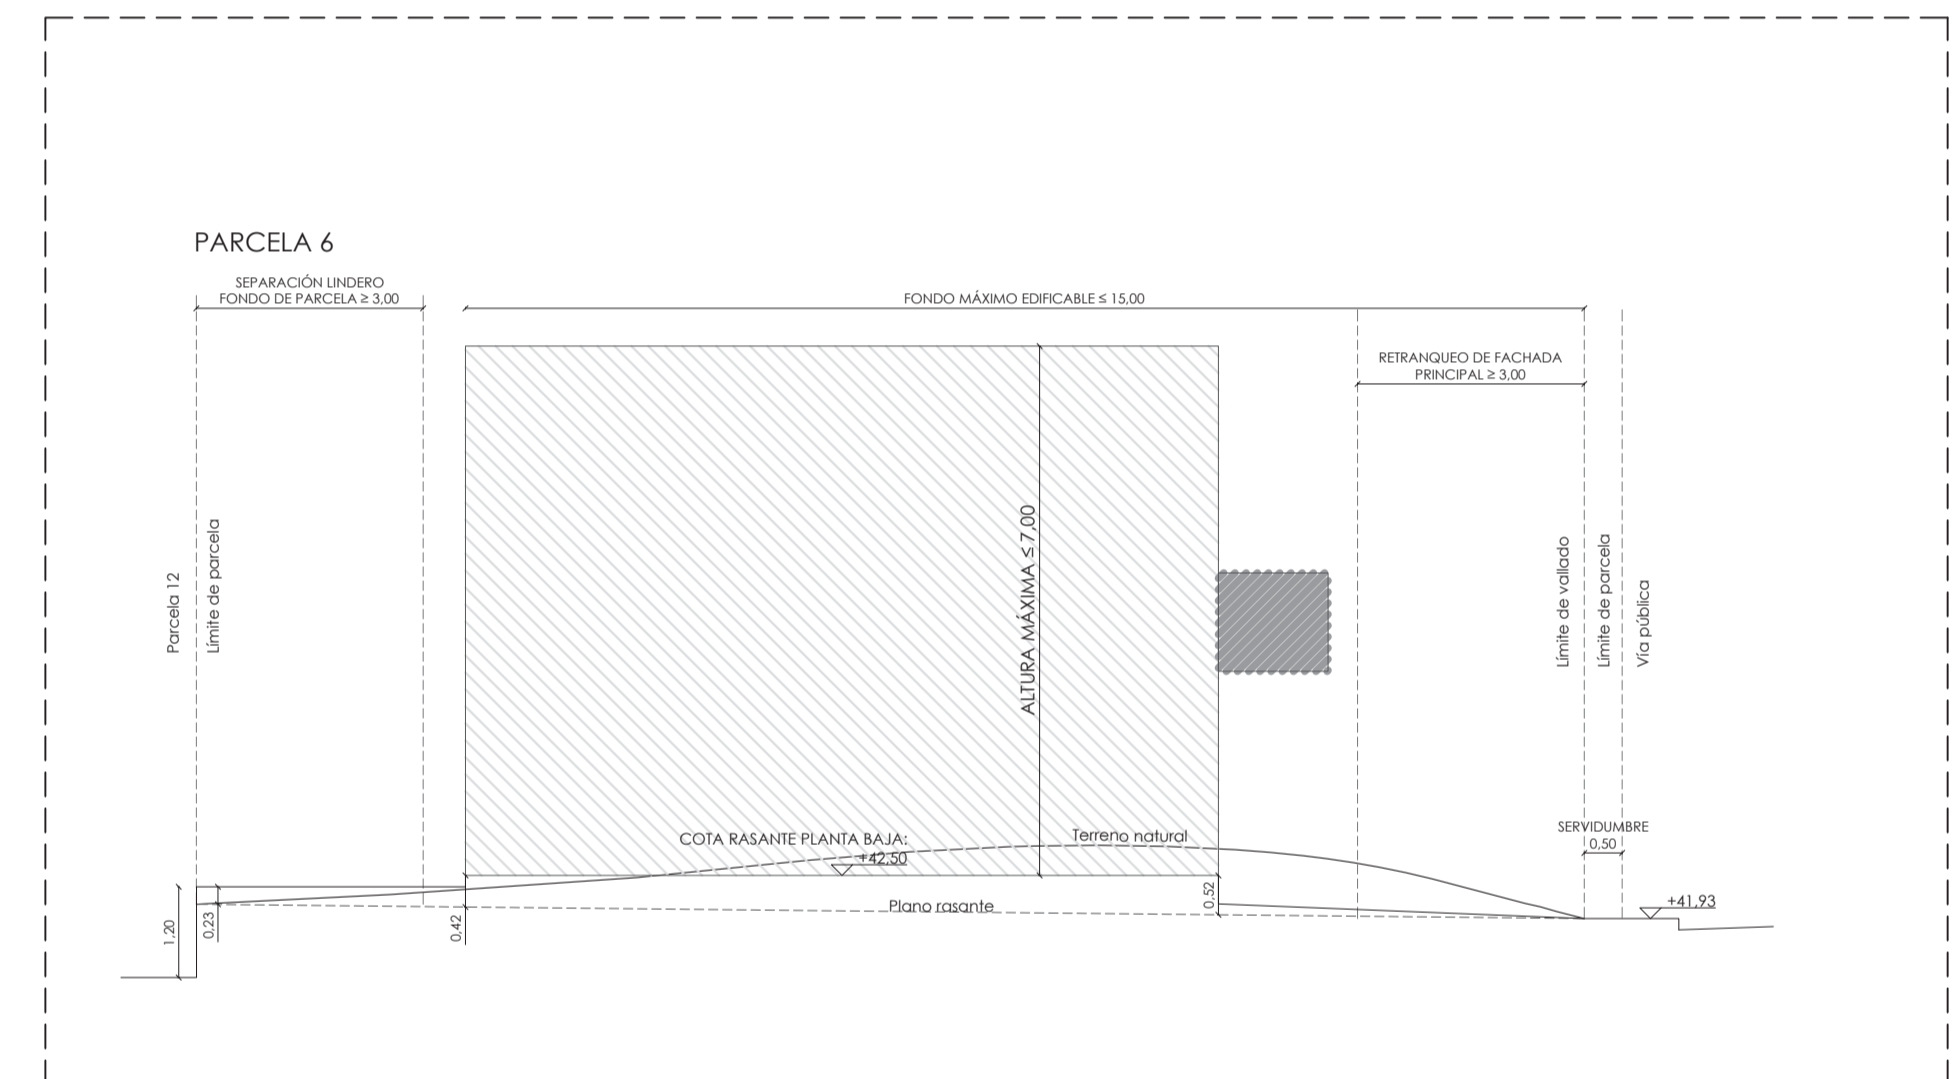 PARCELA 6
SEPARACIÓN LINDERO
FONDO DE PARCELA ≥ 3,00
FONDO MÁXIMO EDIFICABLE ≤ 15,00
RETRANQUEO DE FACHADA
PRINCIPAL ≥ 3,00
Parcela 12
Límite de parcela
ALTURA MÁXIMA ≤ 7,00
Límite de vallado
Límite de parcela
Vía pública
COTA RASANTE PLANTA BAJA:
+42,50
Terreno natural
SERVIDUMBRE
0,50
1,20
0,23
0,42
Plano rasante
0,52
+41,93